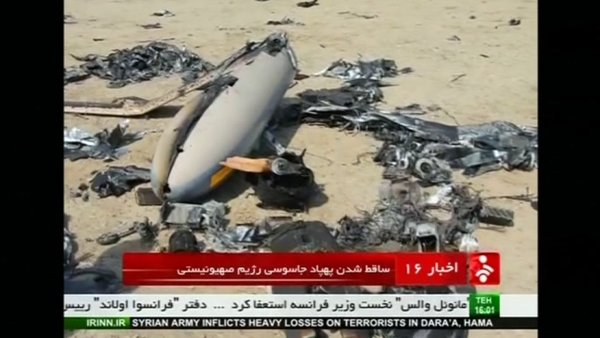 اخبار ۱۶ ساقط شدن پهپاد جاسوسی رژیم صهیونیستی
"مانوئل والس" نخست وزیر فرانسه استعفا کرد ... دفتر "فرانسوا اولاند" رییس
TEH
16:01
IRINN.IR SYRIAN ARMY INFLICTS HEAVY LOSSES ON TERRORISTS IN DARA'A, HAMA